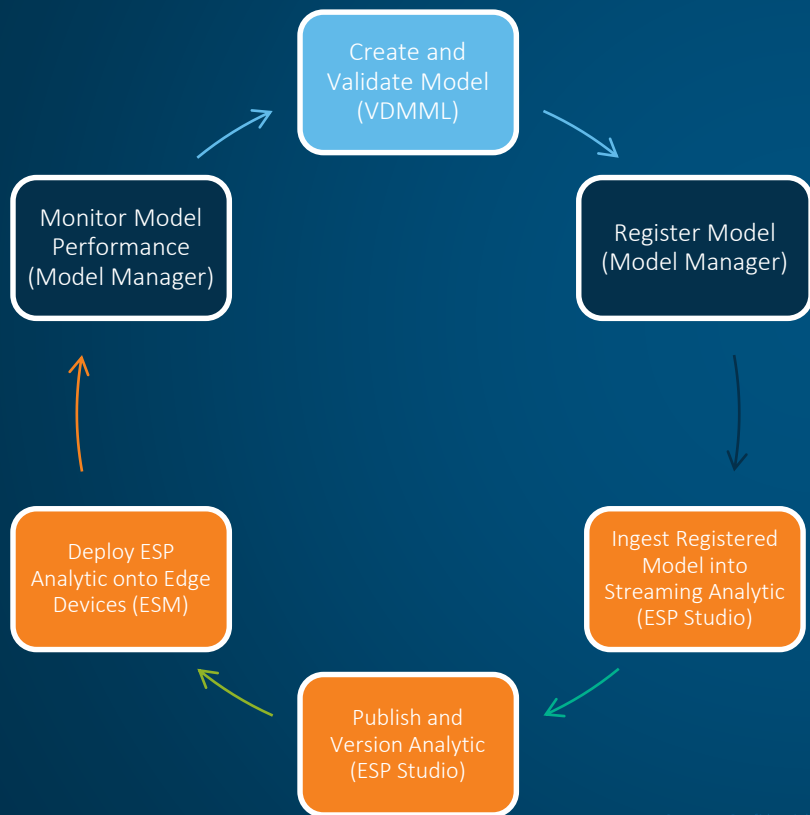 Create and
Validate Model
(VDMML)
Register Model
(Model Manager)
Ingest Registered
Model into
Streaming Analytic
(ESP Studio)
Publish and
Version Analytic
(ESP Studio)
Deploy ESP
Analytic onto Edge
Devices (ESM)
Monitor Model
Performance
(Model Manager)